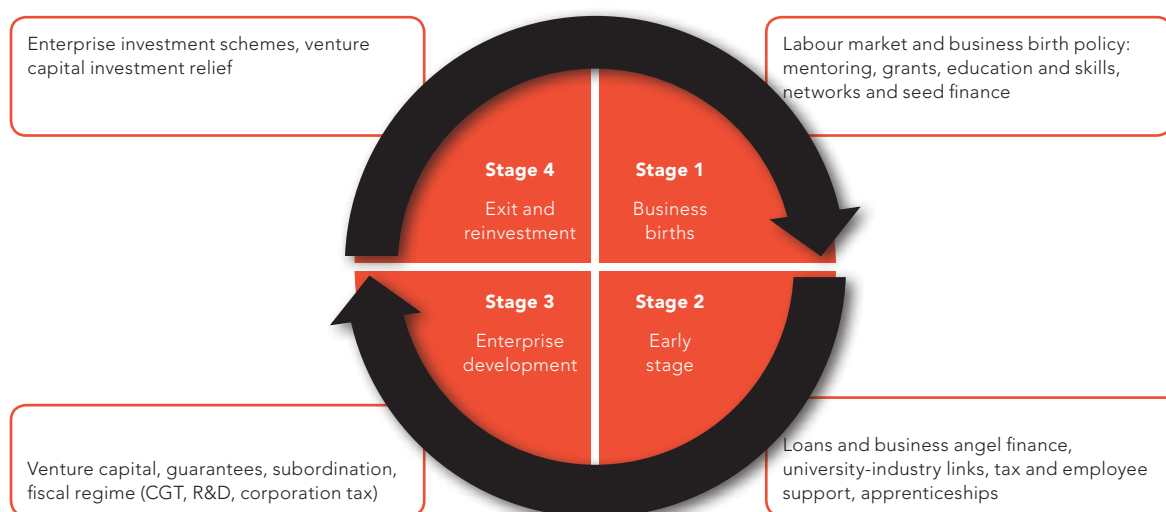 Enterprise investment schemes, venture
capital investment relief
Labour market and business birth policy:
mentoring, grants, education and skills,
networks and seed finance
Stage 4
Exit and
reinvestment
Stage 1
Business
births
Stage 3
Enterprise
development
Stage 2
Early
stage
Venture capital, guarantees, subordination,
fiscal regime (CGT, R&D, corporation tax)
Loans and business angel finance,
university-industry links, tax and employee
support, apprenticeships